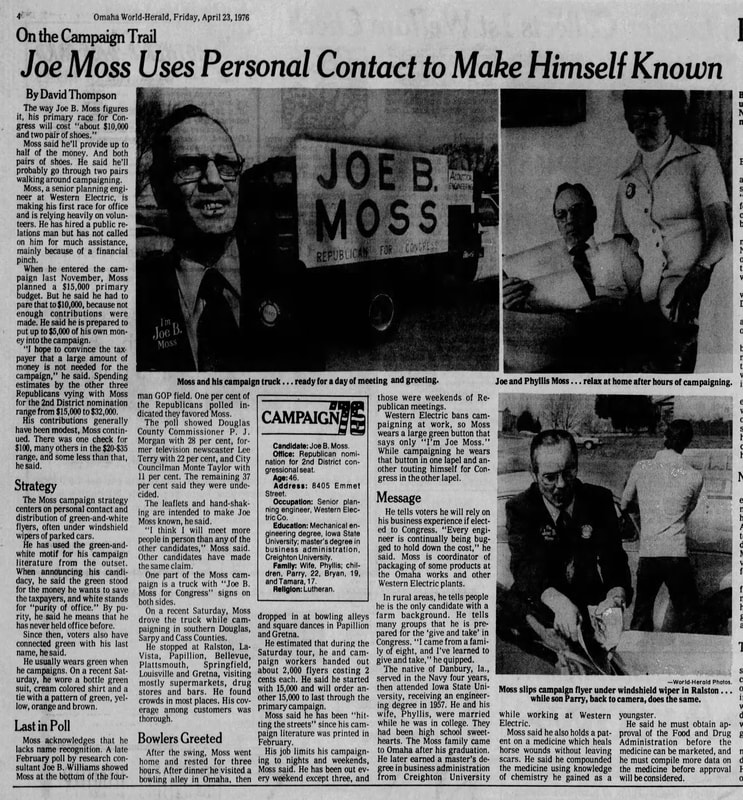 4
Omaha World-Herald, Friday, April 23, 1976
On the Campaign Trail
Joe Moss Uses Personal Contact to Make Himself Known
By David Thompson
The way Joe B. Moss figures
it, his primary race for Con-
gress will cost "about $10,000
and two pair of shoes."
Moss said he'll provide up to
half of the money. And both
pairs of shoes. He said he'll
probably go through two pairs
walking around campaigning.
Moss, a senior planning engi-
neer at Western Electric, is
making his first race for office
and is relying heavily on volun-
teers. He has hired a public re-
lations man but has not called
on him for much assistance,
mainly because of a financial
pinch.
When he entered the cam-
paign last November, Moss
planned a $15,000 primary
budget. But he said he had to
pare that to $10,000, because not
enough contributions were
made. He said he is prepared to
put up to $5,000 of his own mon-
ey into the campaign.
"I hope to convince the tax-
payer that a large amount of
money is not needed for the
campaign," he said. Spending
estimates by the other three
Republicans vying with Moss
for the 2nd District nomination
range from $15,000 to $32,000.
His contributions generally
have been modest, Moss con-
tinued. There was one check for
$100, many others in the $20-$35
range, and some less than that,
he said.
Strategy
The Moss campaign strategy
centers on personal contact and
distribution of green-and-white
flyers, often under windshield
wipers of parked cars.
He has used the green-and-
white motif for his campaign
literature from the outset.
When announcing his candi-
dacy, he said the green stood
for the money he wants to save
the taxpayers, and white stands
for "purity of office." By pu-
rity, he said he means that he
has never held office before.
Since then, voters also have
connected green with his last
name, he said.
He usually wears green when
he campaigns. On a recent Sat-
urday, he wore a bottle green
suit, cream colored shirt and a
tie with a pattern of green, yel-
low, orange and brown.
Last in Poll
Moss acknowledges that he
lacks name recognition. A late
February poll by research con-
sultant Joe B. Williams showed
Moss at the bottom of the four-
JOE B.
MOSS
REPUBLICAN FOR CONGRESS
I'm
Joe B.
Moss
Moss and his campaign truck . . . ready for a day of meeting and greeting.
Joe and Phyllis Moss . . . relax at home after hours of campaigning.
man GOP field. One per cent of
the Republicans polled in-
dicated they favored Moss.
The poll showed Douglas
County Commissioner P. J.
Morgan with 28 per cent, for-
mer television newscaster Lee
Terry with 22 per cent, and City
Councilman Monte Taylor with
11 per cent. The remaining 37
per cent said they were unde-
cided.
The leaflets and hand-shak-
ing are intended to make Joe
Moss known, he said.
"I think I will meet more
people in person than any of the
other candidates," Moss said.
Other candidates have made
the same claim.
One part of the Moss cam-
paign is a truck with "Joe B.
Moss for Congress" signs on
both sides.
On a recent Saturday, Moss
drove the truck while cam-
paigning in southern Douglas,
Sarpy and Cass Counties.
He stopped at Ralston, La-
Vista, Papillion, Bellevue,
Plattsmouth, Springfield,
Louisville and Gretna, visiting
mostly supermarkets, drug
stores and bars. He found
crowds in most places. His cov-
erage among customers was
thorough.
Bowlers Greeted
After the swing, Moss went
home and rested for three
hours. After dinner he visited a
bowling alley in Omaha, then
CAMPAIGN '76
Candidate: Joe B. Moss.
Office: Republican nomi-
nation for 2nd District con-
gressional seat.
Age: 46.
Address: 8405 Emmet
Street.
Occupation: Senior plan-
ning engineer, Western Elec-
tric Co.
Education: Mechanical en-
gineering degree, Iowa State
University; master's degree in
business administration,
Creighton University.
Family: Wife, Phyllis; chil-
dren, Parry, 22, Bryan, 19,
and Tamara, 17.
Religion: Lutheran.
dropped in at bowling alleys
and square dances in Papillion
and Gretna.
He estimated that during the
Saturday tour, he and cam-
paign workers handed out
about 2,000 flyers costing 2
cents each. He said he started
with 15,000 and will order an-
other 15,000 to last through the
primary campaign.
Moss said he has been "hit-
ting the streets" since his cam-
paign literature was printed in
February.
His job limits his campaign-
ing to nights and weekends,
Moss said. He has been out ev-
ery weekend except three, and
those were weekends of Re-
publican meetings.
Western Electric bans cam-
paigning at work, so Moss
wears a large green button that
says only "I'm Joe Moss."
While campaigning he wears
that button in one lapel and an-
other touting himself for Con-
gress in the other lapel.
Message
He tells voters he will rely on
his business experience if elect-
ed to Congress. "Every engi-
neer is continually being bug-
ged to hold down the cost," he
said. Moss is coordinator of
packaging of some products at
the Omaha works and other
Western Electric plants.
In rural areas, he tells people
he is the only candidate with a
farm background. He tells
many groups that he is pre-
pared for the 'give and take' in
Congress. "I came from a family
of eight, and I've learned to
give and take," he quipped.
The native of Danbury, Ia.,
served in the Navy four years,
then attended Iowa State Uni-
versity, receiving an engineer-
ing degree in 1957. He and his
wife, Phyllis, were married
while he was in college. They
had been high school sweet-
hearts. The Moss family came
to Omaha after his graduation.
He later earned a master's de-
gree in business administration
from Creighton University
—World-Herald Photos.
Moss slips campaign flyer under windshield wiper in Ralston . . .
while son Parry, back to camera, does the same.
while working at Western
Electric.
Moss said he also holds a pat-
ent on a medicine which heals
horse wounds without leaving
scars. He said he compounded
the medicine using knowledge
of chemistry he gained as a
youngster.
He said he must obtain ap-
proval of the Food and Drug
Administration before the
medicine can be marketed, and
he must compile more data on
the medicine before approval
will be considered.